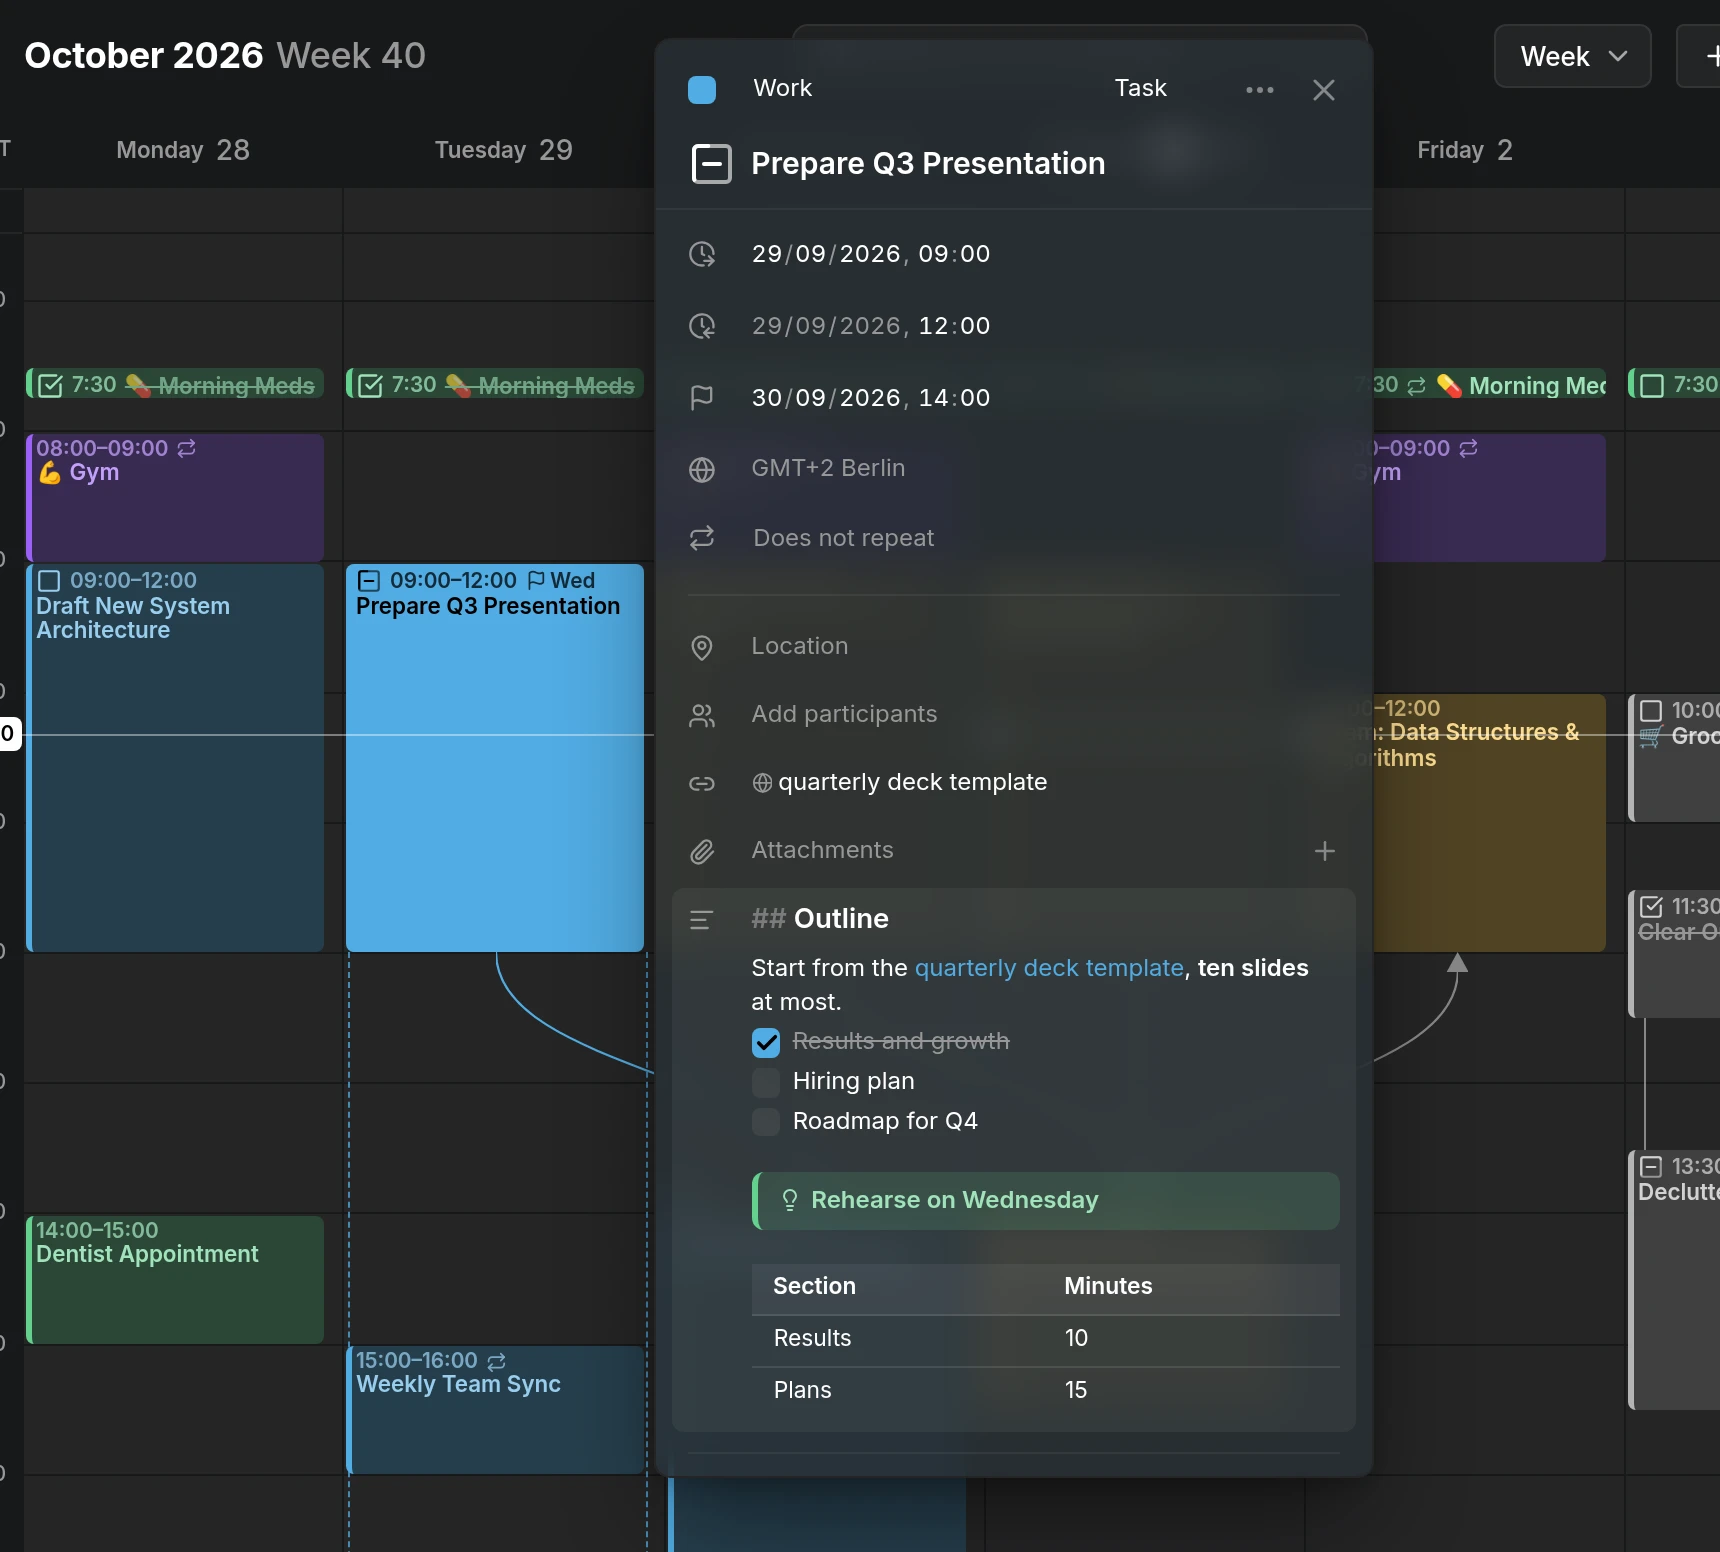 October 2026 Week 40
Week
Monday 28
Tuesday 29
Friday 2
7:30 Morning Meds
7:30 Morning Meds
:30 Morning Med
7:30
08:00–09:00
Gym
–09:00
Gym
09:00–12:00
Draft New System
Architecture
09:00–12:00 Wed
Prepare Q3 Presentation
–12:00
Data Structures &
14:00–15:00
Dentist Appointment
15:00–16:00
Weekly Team Sync
Work
Task
Prepare Q3 Presentation
29/09/2026, 09:00
29/09/2026, 12:00
30/09/2026, 14:00
GMT+2 Berlin
Does not repeat
Location
Add participants
quarterly deck template
Attachments
## Outline
Start from the quarterly deck template, ten slides
at most.
Results and growth
Hiring plan
Roadmap for Q4
Rehearse on Wednesday
Section Minutes
Results 10
Plans 15
10:00
Groc
11:30
Clear O
13:30
Declutte